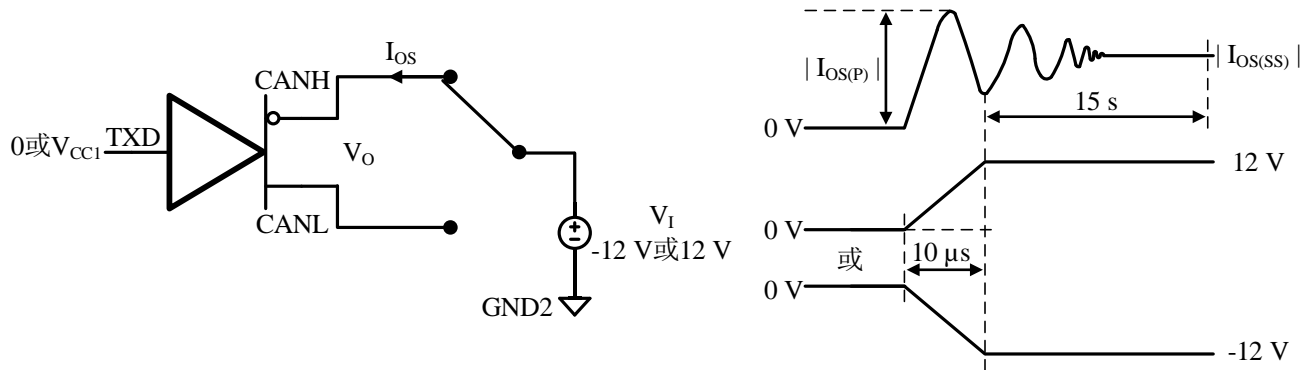 I_OS
CANH
0或V_CC1
TXD
V_O
CANL
V_I
-12 V或12 V
GND2
| I_OS(P) |
| I_OS(SS) |
15 s
0 V
12 V
0 V
或
10 µs
0 V
-12 V